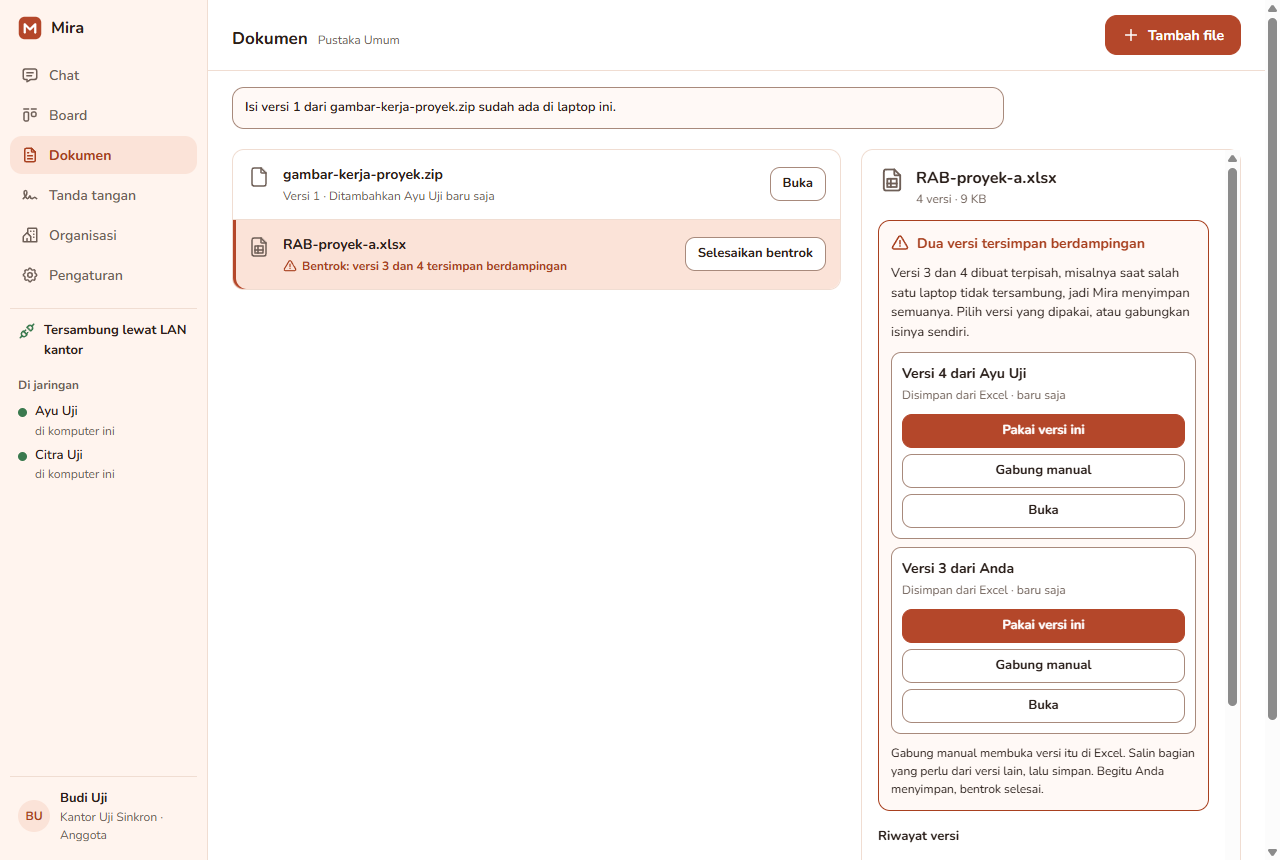 Mira
Chat
Board
Dokumen
Tanda tangan
Organisasi
Pengaturan
Tersambung lewat LAN
kantor
Di jaringan
Ayu Uji
di komputer ini
Citra Uji
di komputer ini
BU
Budi Uji
Kantor Uji Sinkron ·
Anggota
Dokumen Pustaka Umum
Tambah file
Isi versi 1 dari gambar-kerja-proyek.zip sudah ada di laptop ini.
gambar-kerja-proyek.zip
Versi 1 · Ditambahkan Ayu Uji baru saja
Buka
RAB-proyek-a.xlsx
Bentrok: versi 3 dan 4 tersimpan berdampingan
Selesaikan bentrok
RAB-proyek-a.xlsx
4 versi · 9 KB
Dua versi tersimpan berdampingan
Versi 3 dan 4 dibuat terpisah, misalnya saat salah
satu laptop tidak tersambung, jadi Mira menyimpan
semuanya. Pilih versi yang dipakai, atau gabungkan
isinya sendiri.
Versi 4 dari Ayu Uji
Disimpan dari Excel · baru saja
Pakai versi ini
Gabung manual
Buka
Versi 3 dari Anda
Disimpan dari Excel · baru saja
Pakai versi ini
Gabung manual
Buka
Gabung manual membuka versi itu di Excel. Salin bagian
yang perlu dari versi lain, lalu simpan. Begitu Anda
menyimpan, bentrok selesai.
Riwayat versi